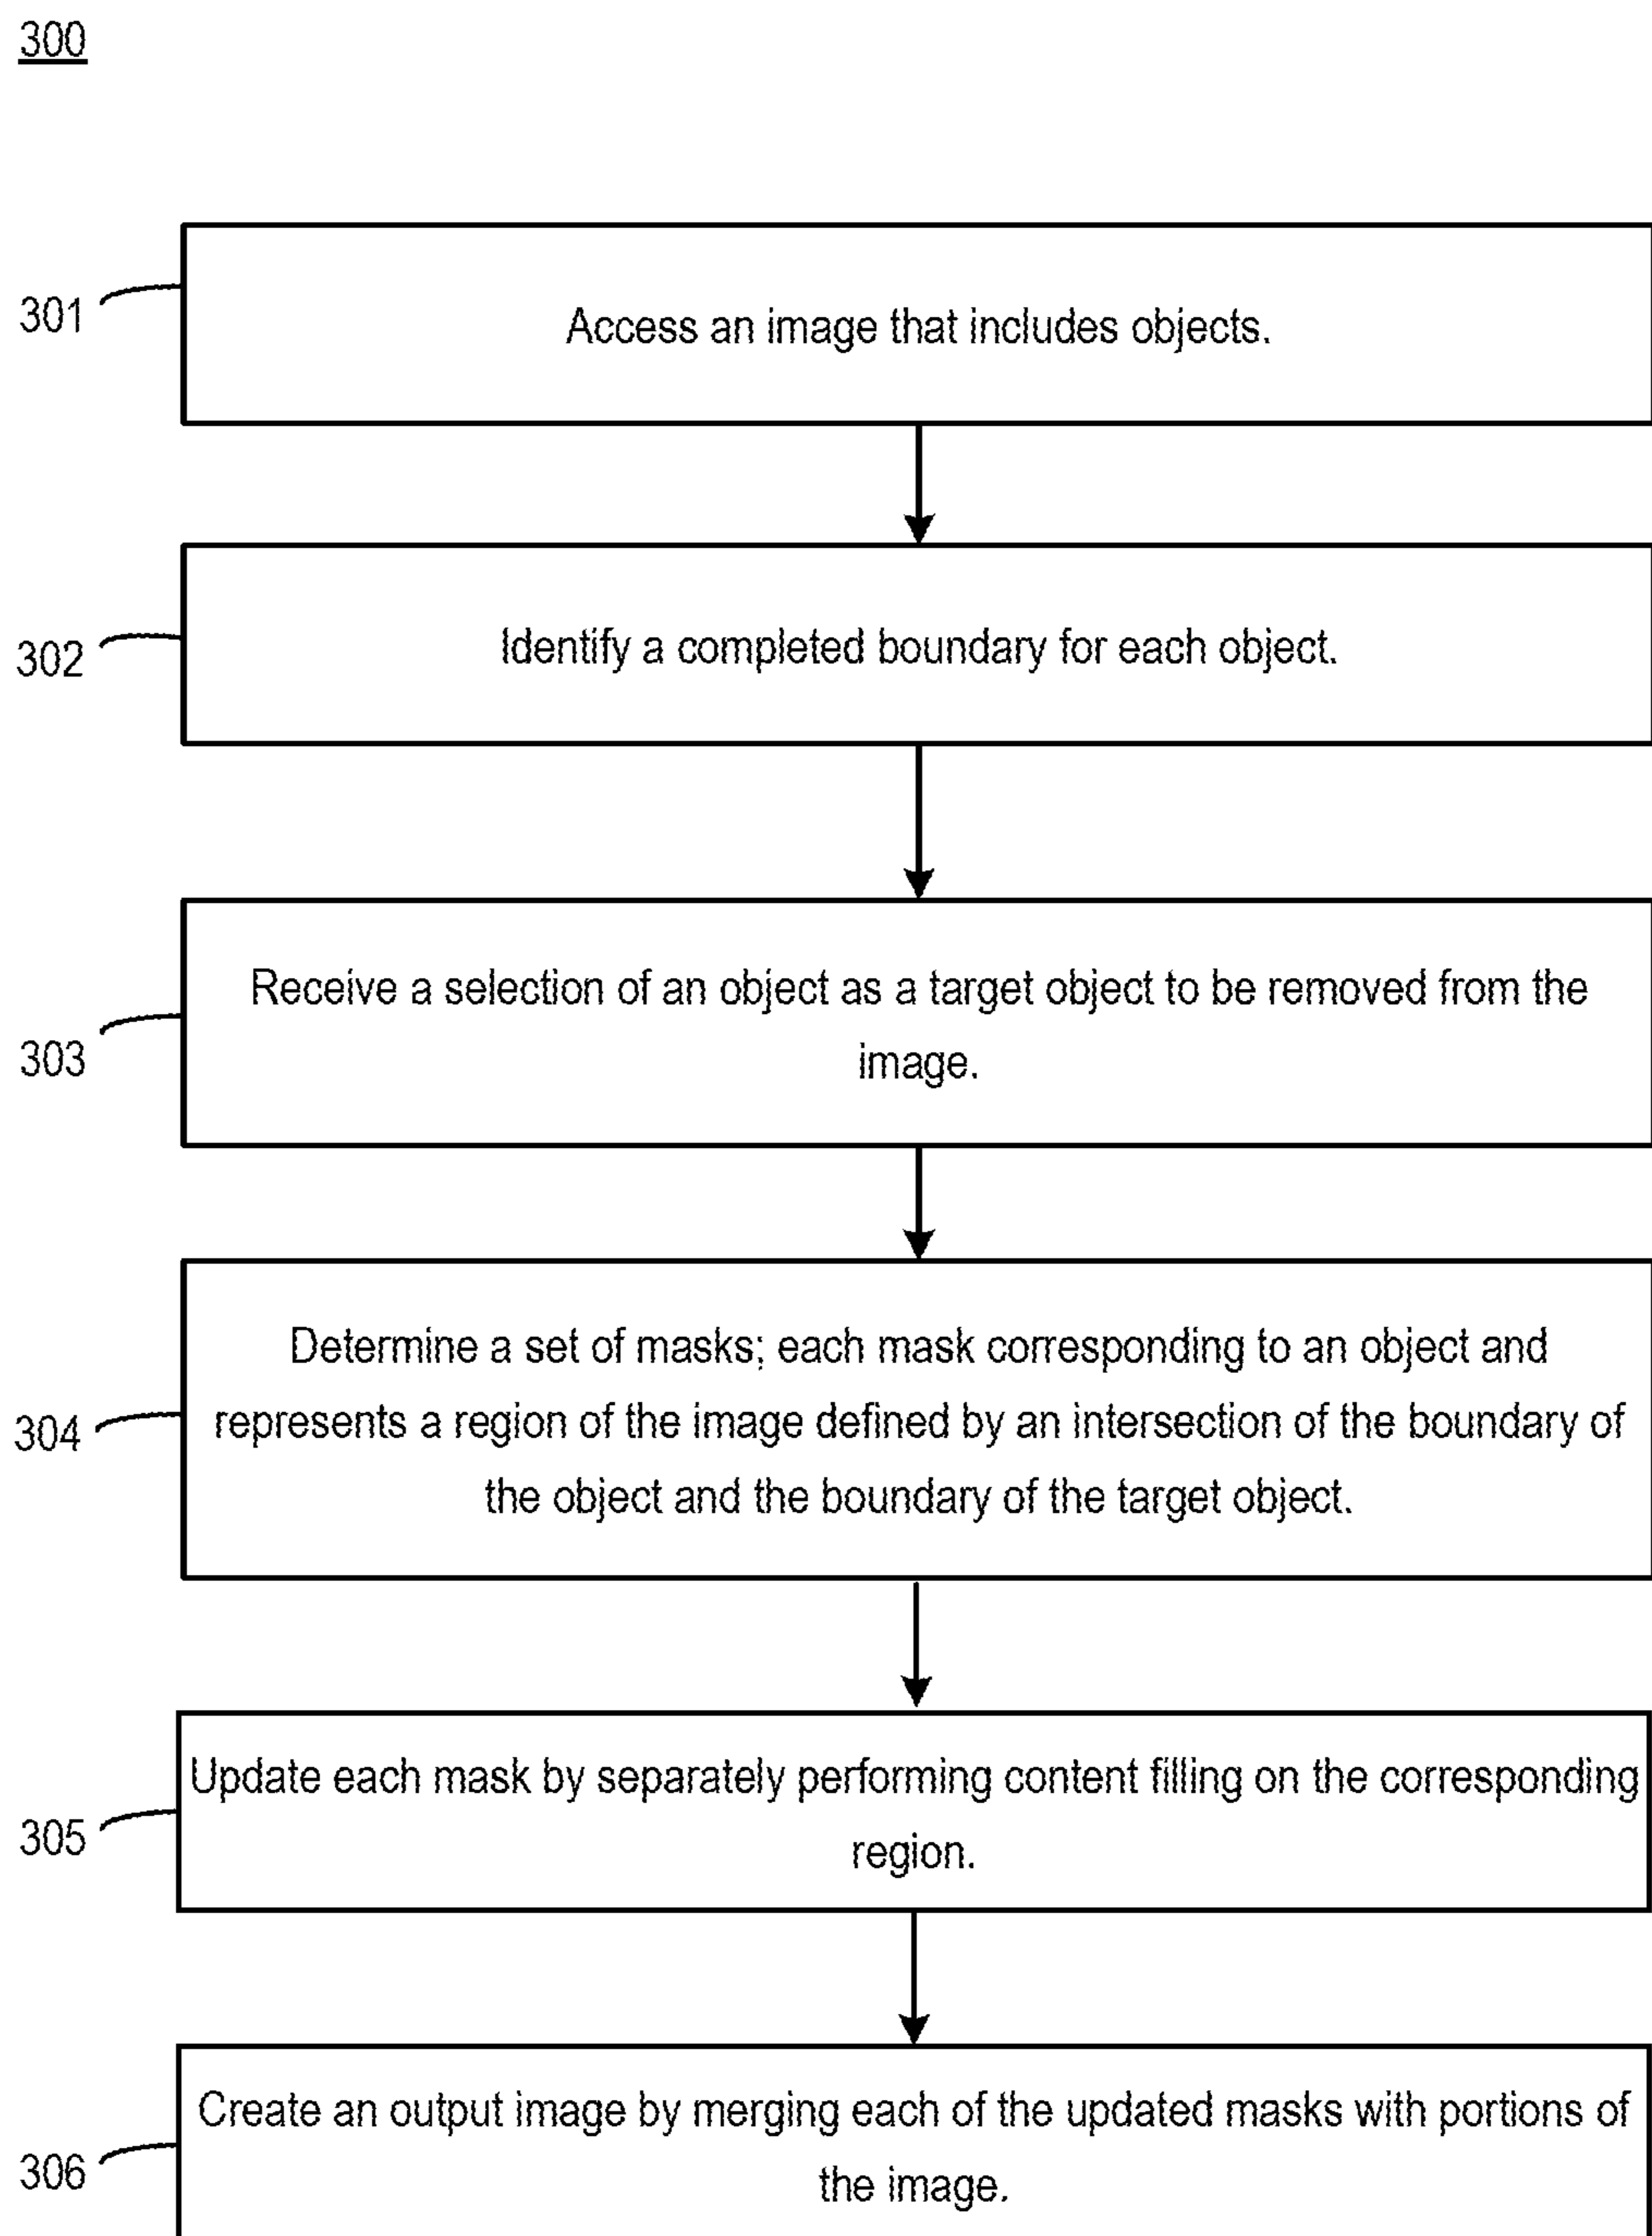 300
301
Access an image that includes objects.
302
Identify a completed boundary for each object.
303
Receive a selection of an object as a target object to be removed from the
image.
304
Determine a set of masks; each mask corresponding to an object and
represents a region of the image defined by an intersection of the boundary of
the object and the boundary of the target object.
305
Update each mask by separately performing content filling on the corresponding
region.
306
Create an output image by merging each of the updated masks with portions of
the image.